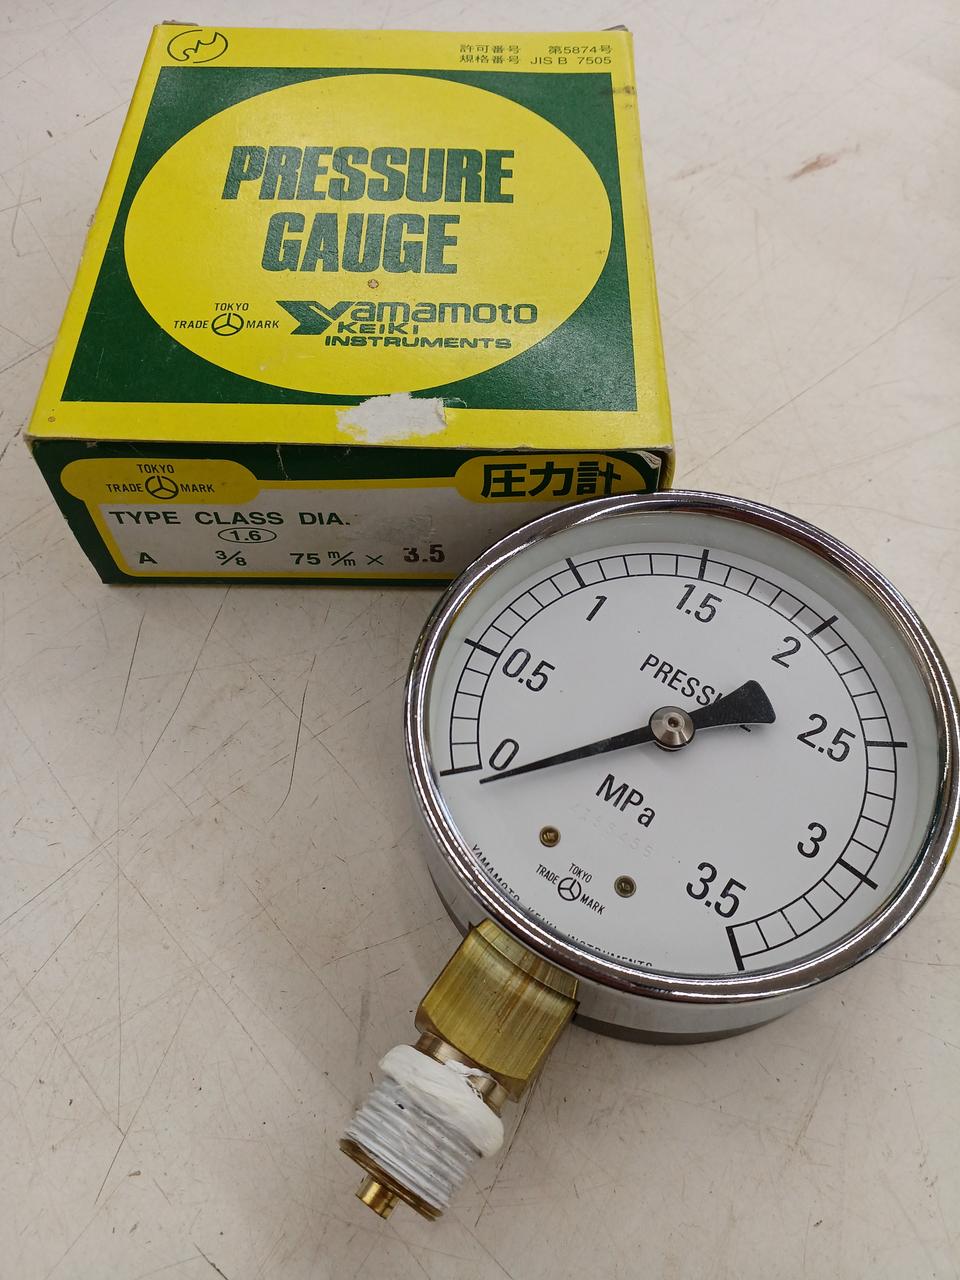 許可番号 第5874号
規格番号 JIS B 7505
PRESSURE
GAUGE
TOKYO
TRADE MARK
Yamamoto
KEIKI
INSTRUMENTS
TOKYO
TRADE MARK
圧力計
TYPE CLASS DIA.
1.6
A 3/8 75 m/m × 3.5
0
0.5
1
1.5
2
2.5
3
3.5
PRESSURE
MPa
TOKYO
TRADE MARK
YAMAMOTO KEIKI INSTRUMENTS